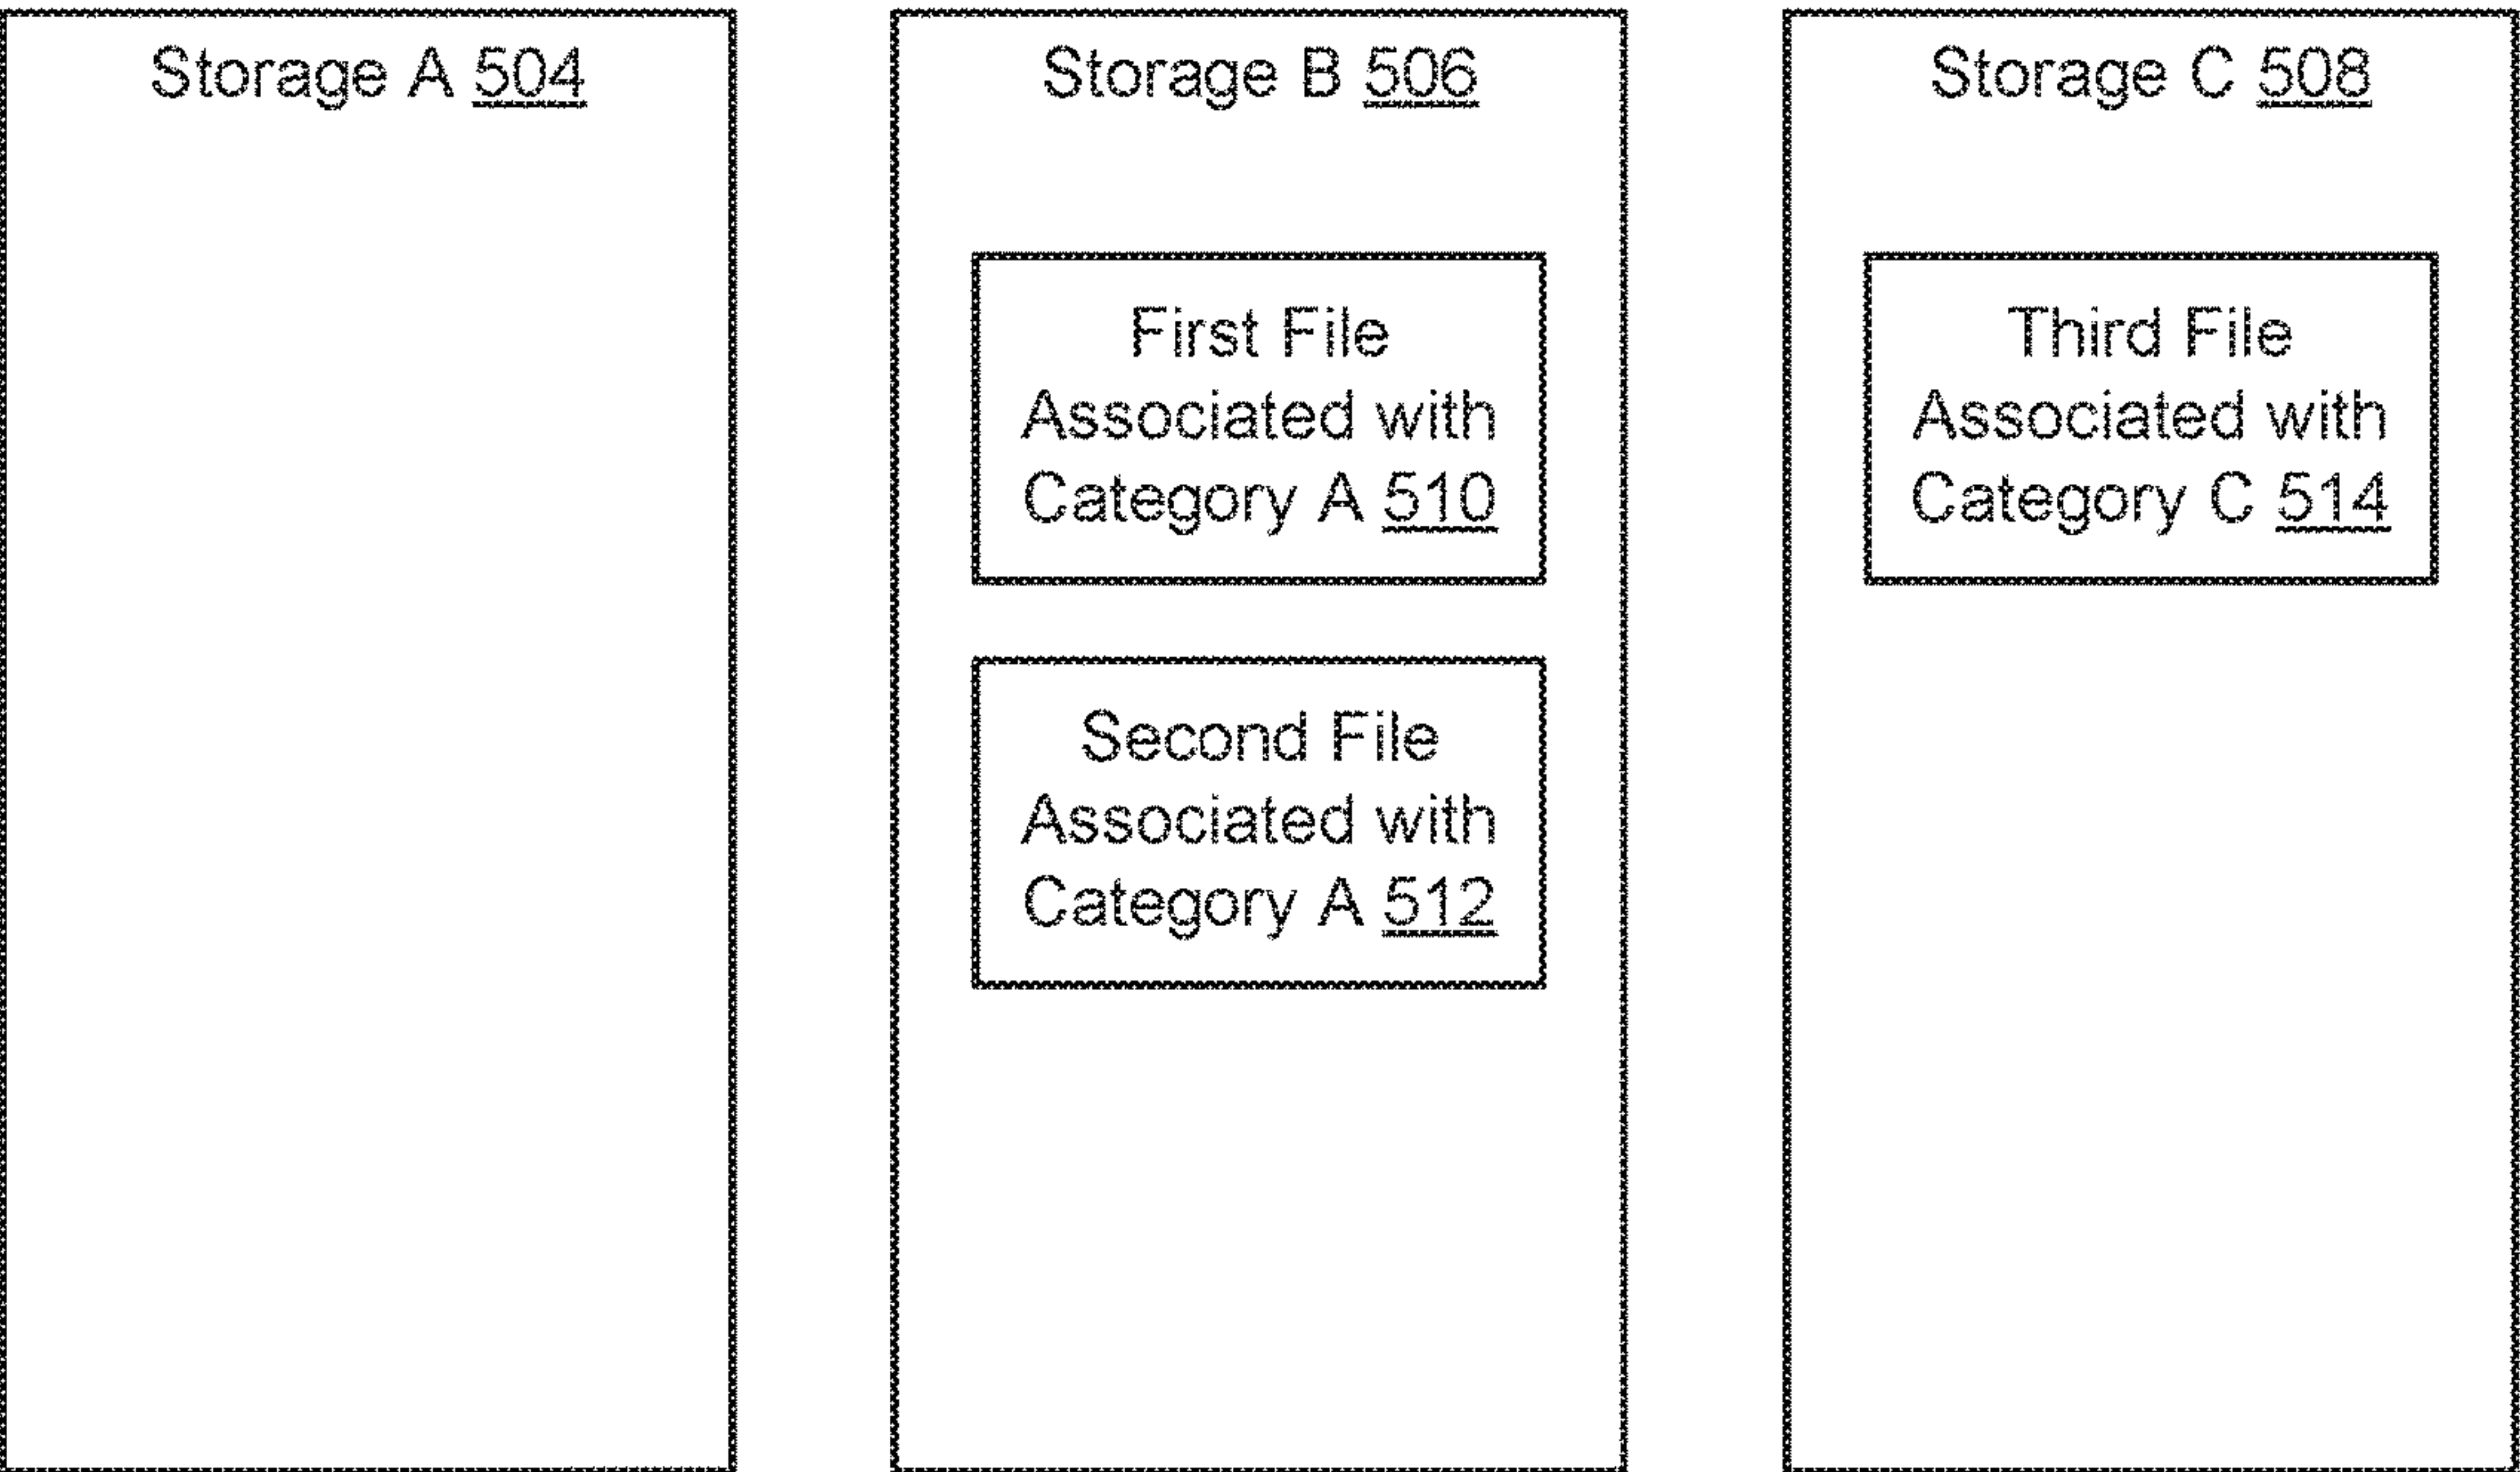 Storage A 504
Storage B 506
First File
Associated with
Category A 510
Second File
Associated with
Category A 512
Storage C 508
Third File
Associated with
Category C 514